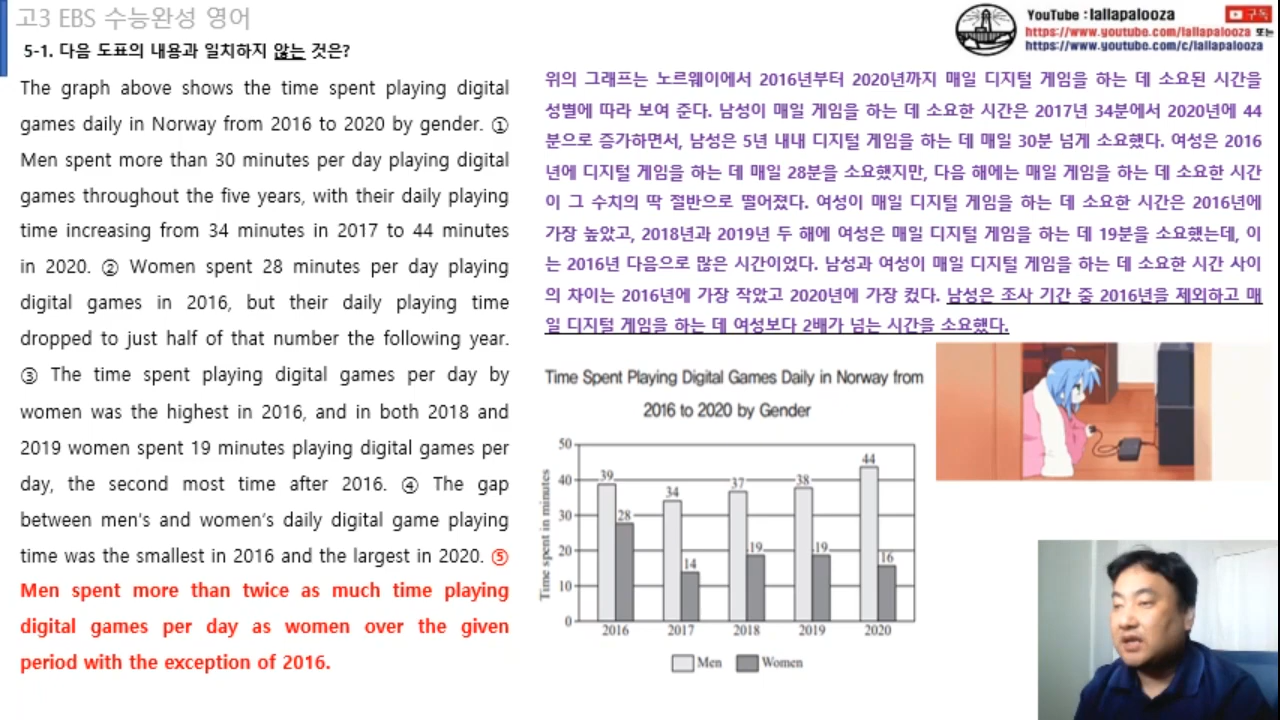 고3 EBS 수능완성 영어
5-1. 다음 도표의 내용과 일치하지 않는 것은?
The graph above shows the time spent playing digital
games daily in Norway from 2016 to 2020 by gender. ①
Men spent more than 30 minutes per day playing digital
games throughout the five years, with their daily playing
time increasing from 34 minutes in 2017 to 44 minutes
in 2020. ② Women spent 28 minutes per day playing
digital games in 2016, but their daily playing time
dropped to just half of that number the following year.
③ The time spent playing digital games per day by
women was the highest in 2016, and in both 2018 and
2019 women spent 19 minutes playing digital games per
day, the second most time after 2016. ④ The gap
between men's and women's daily digital game playing
time was the smallest in 2016 and the largest in 2020. ⑤
Men spent more than twice as much time playing
digital games per day as women over the given
period with the exception of 2016.
YouTube : lallapalooza
구독
https://www.youtube.com/lallapalooza 또는
https://www.youtube.com/c/lallapalooza
위의 그래프는 노르웨이에서 2016년부터 2020년까지 매일 디지털 게임을 하는 데 소요된 시간을
성별에 따라 보여 준다. 남성이 매일 게임을 하는 데 소요한 시간은 2017년 34분에서 2020년에 44
분으로 증가하면서, 남성은 5년 내내 디지털 게임을 하는 데 매일 30분 넘게 소요했다. 여성은 2016
년에 디지털 게임을 하는 데 매일 28분을 소요했지만, 다음 해에는 매일 게임을 하는 데 소요한 시간
이 그 수치의 딱 절반으로 떨어졌다. 여성이 매일 디지털 게임을 하는 데 소요한 시간은 2016년에
가장 높았고, 2018년과 2019년 두 해에 여성은 매일 디지털 게임을 하는 데 19분을 소요했는데, 이
는 2016년 다음으로 많은 시간이었다. 남성과 여성이 매일 디지털 게임을 하는 데 소요한 시간 사이
의 차이는 2016년에 가장 작았고 2020년에 가장 컸다. 남성은 조사 기간 중 2016년을 제외하고 매
일 디지털 게임을 하는 데 여성보다 2배가 넘는 시간을 소요했다.
Time Spent Playing Digital Games Daily in Norway from
2016 to 2020 by Gender
Time spent in minutes
50
40
30
20
10
0
39
28
34
14
37
19
38
19
44
16
2016 2017 2018 2019 2020
Men Women